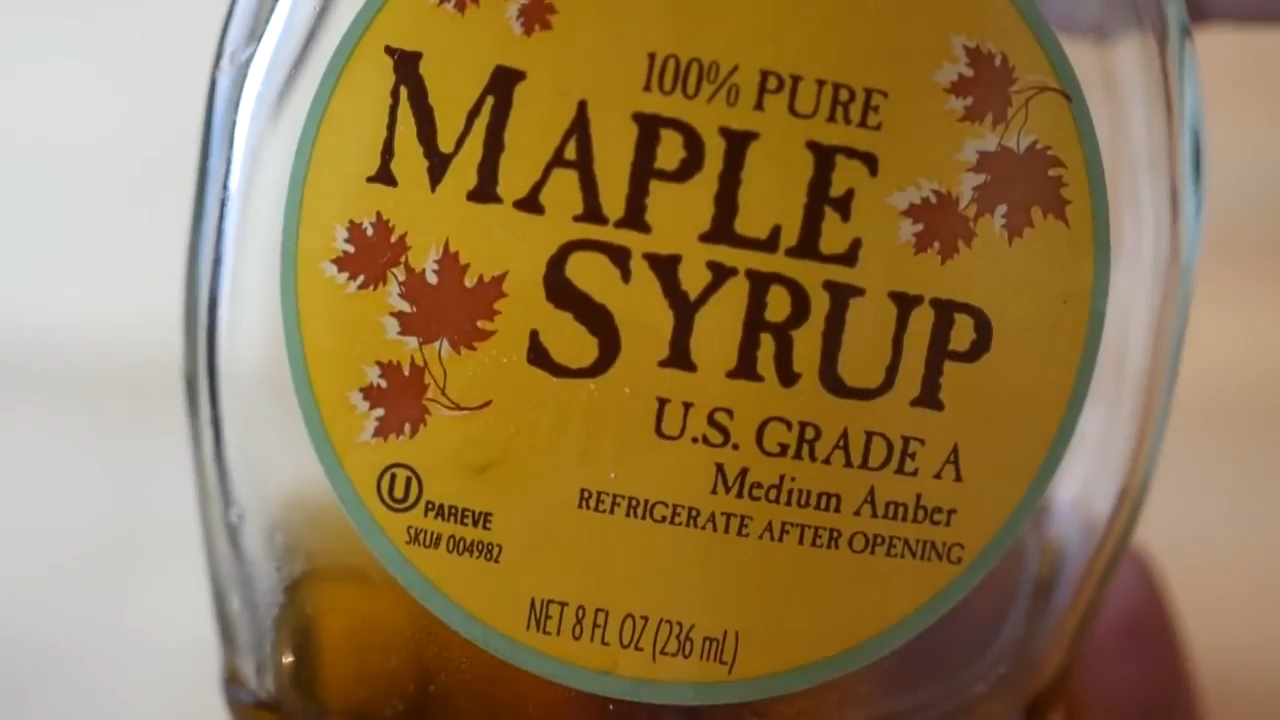 100% PURE
MAPLE
SYRUP
U.S. GRADE A
Medium Amber
REFRIGERATE AFTER OPENING
U PAREVE
SKU# 004982
NET 8 FL OZ (236 mL)